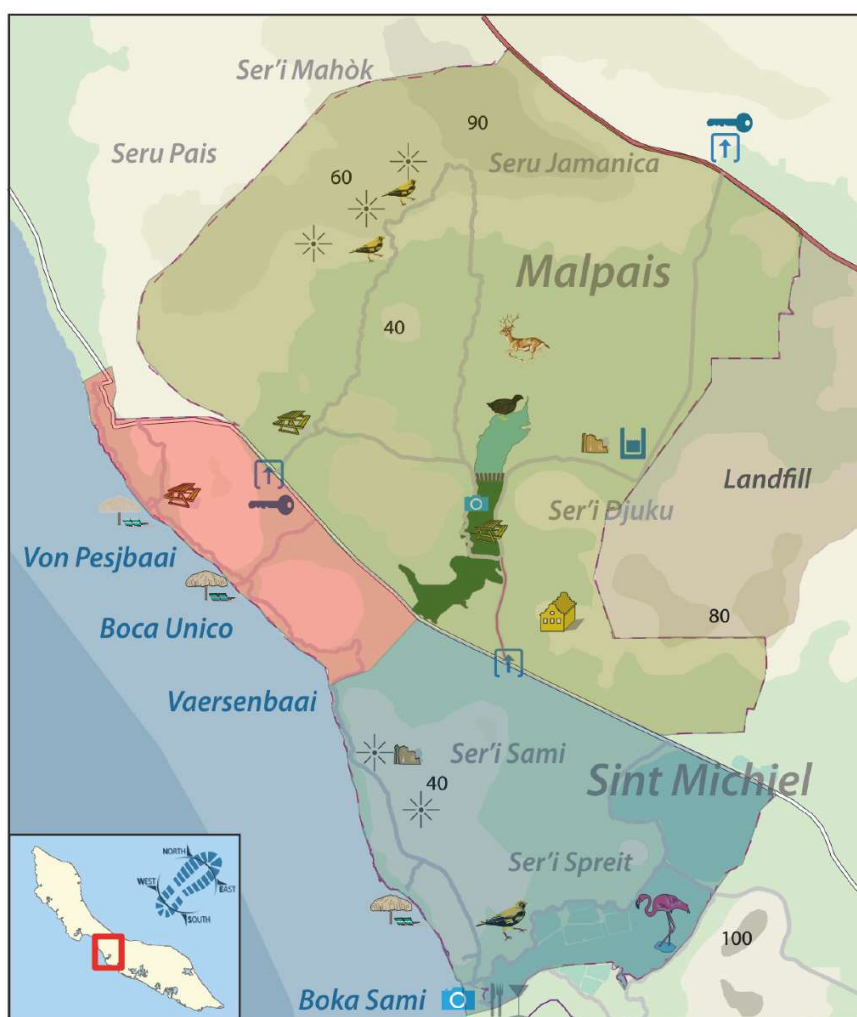 Ser'i Mahòk
90
Seru Pais
Seru Jamanica
60
Malpais
40
Landfill
Ser'i Djuku
Von Pesjbaai
80
Boca Unico
Vaersenbaai
Ser'i Sami
Sint Michiel
40
Ser'i Spreit
NORTH
WEST
EAST
SOUTH
100
Boka Sami